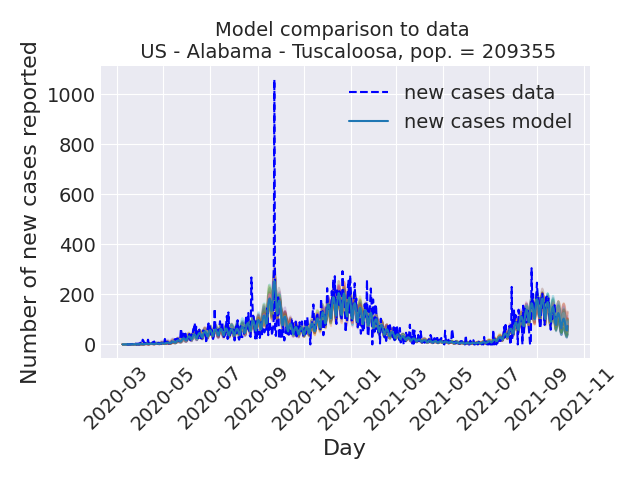 Model comparison to data
US - Alabama - Tuscaloosa, pop. = 209355
new cases data
new cases model
Number of new cases reported
1000
800
600
400
200
0
2020-03
2020-05
2020-07
2020-09
2020-11
2021-01
2021-03
2021-05
2021-07
2021-09
2021-11
Day